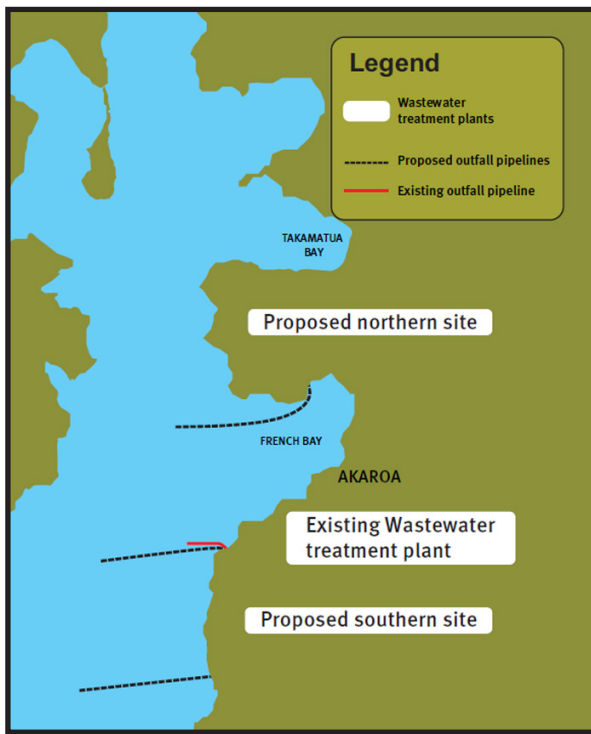 Legend
Wastewater
treatment plants
Proposed outfall pipelines
Existing outfall pipeline
TAKAMATUA
BAY
Proposed northern site
FRENCH BAY
AKAROA
Existing Wastewater
treatment plant
Proposed southern site